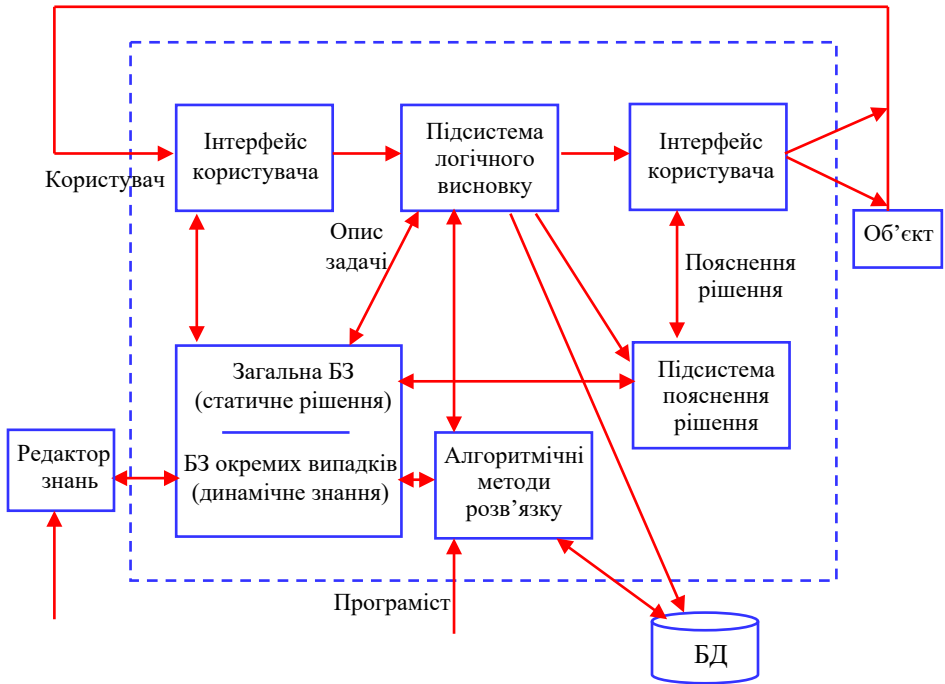 Інтерфейс
користувача
Підсистема
логічного
висновку
Інтерфейс
користувача
Користувач
Об’єкт
Опис
задачі
Пояснення
рішення
Загальна БЗ
(статичне рішення)
БЗ окремих випадків
(динамічне знання)
Підсистема
пояснення
рішення
Редактор
знань
Алгоритмічні
методи
розв’язку
Програміст
БД